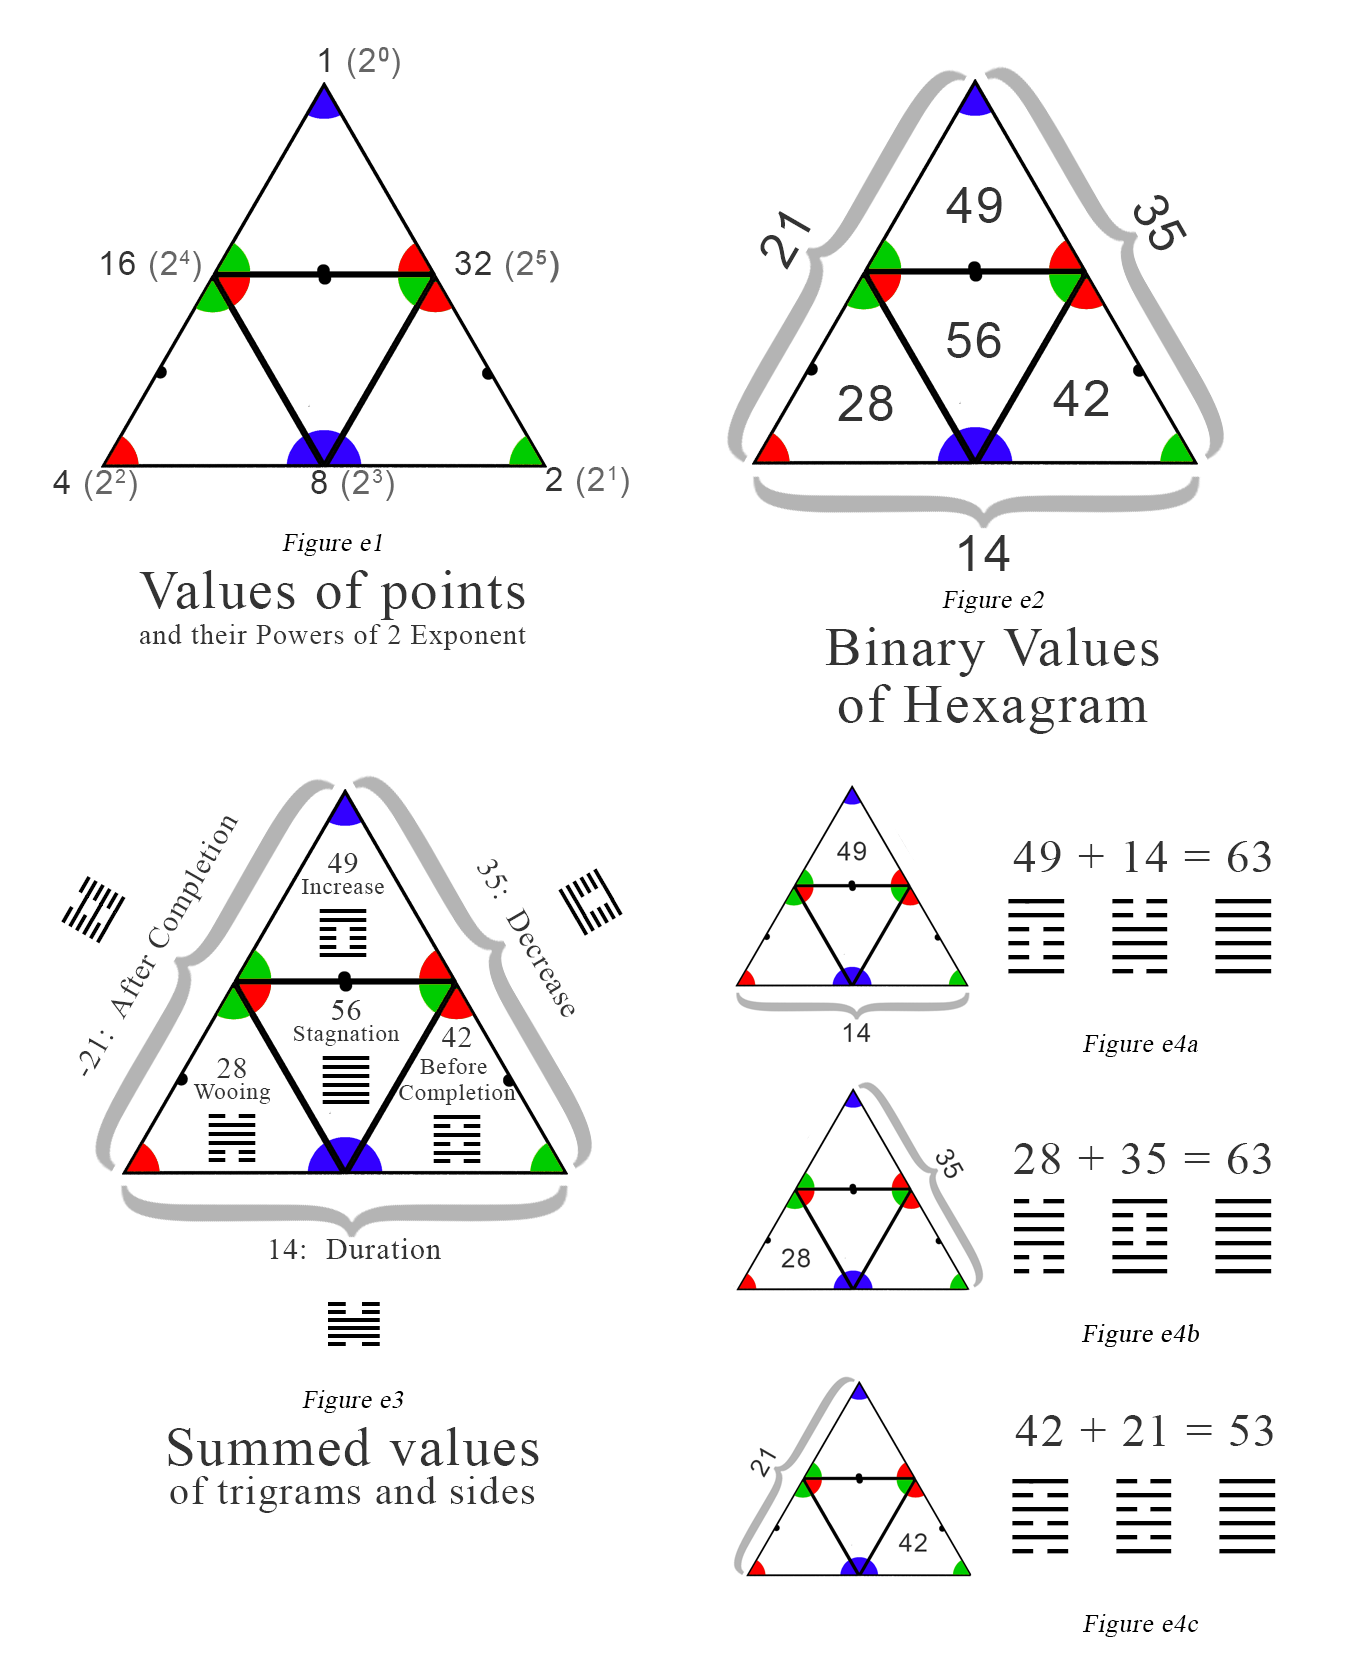 1 (2⁰)
16 (2⁴)
32 (2⁵)
4 (2²)
8 (2³)
2 (2¹)
Figure e1
Values of points
and their Powers of 2 Exponent
21
35
49
56
28
42
14
Figure e2
Binary Values
of Hexagram
-21: After Completion
35: Decrease
49
Increase
56
Stagnation
28
Wooing
42
Before
Completion
14: Duration
Figure e3
Summed values
of trigrams and sides
49
14
49 + 14 = 63
Figure e4a
35
28
28 + 35 = 63
Figure e4b
21
42
42 + 21 = 53
Figure e4c